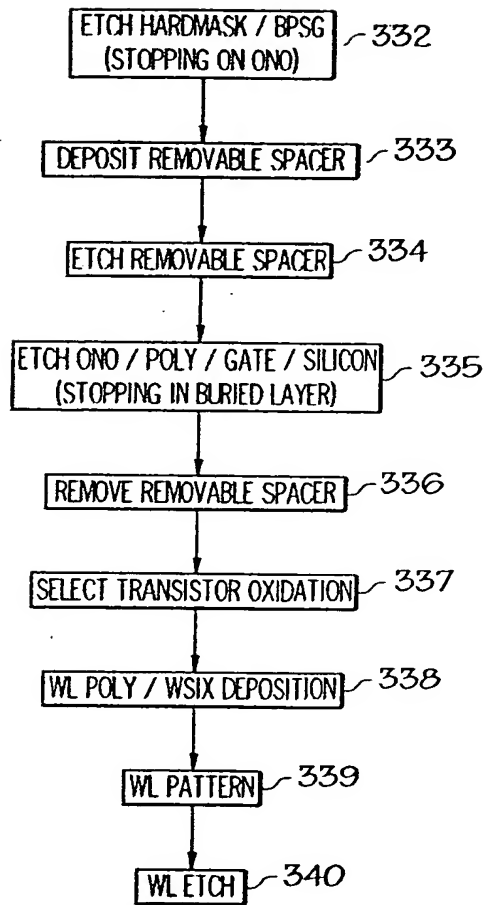 ETCH HARDMASK / BPSG
(STOPPING ON ONO)
332
DEPOSIT REMOVABLE SPACER
333
ETCH REMOVABLE SPACER
334
ETCH ONO / POLY / GATE / SILICON
(STOPPING IN BURIED LAYER)
335
REMOVE REMOVABLE SPACER
336
SELECT TRANSISTOR OXIDATION
337
WL POLY / WSIX DEPOSITION
338
WL PATTERN
339
WL ETCH
340